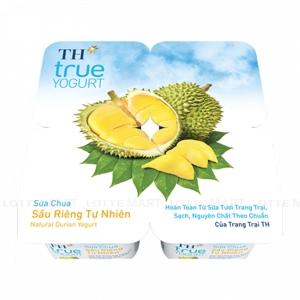 TH
true
YOGURT
Sữa Chua
Sầu Riêng Tự Nhiên
Natural Durian Yogurt
Hoàn Toàn Từ Sữa Tươi Trang Trại,
Sạch, Nguyên Chất Theo Chuẩn
Của Trang Trại TH
LOTTE MART